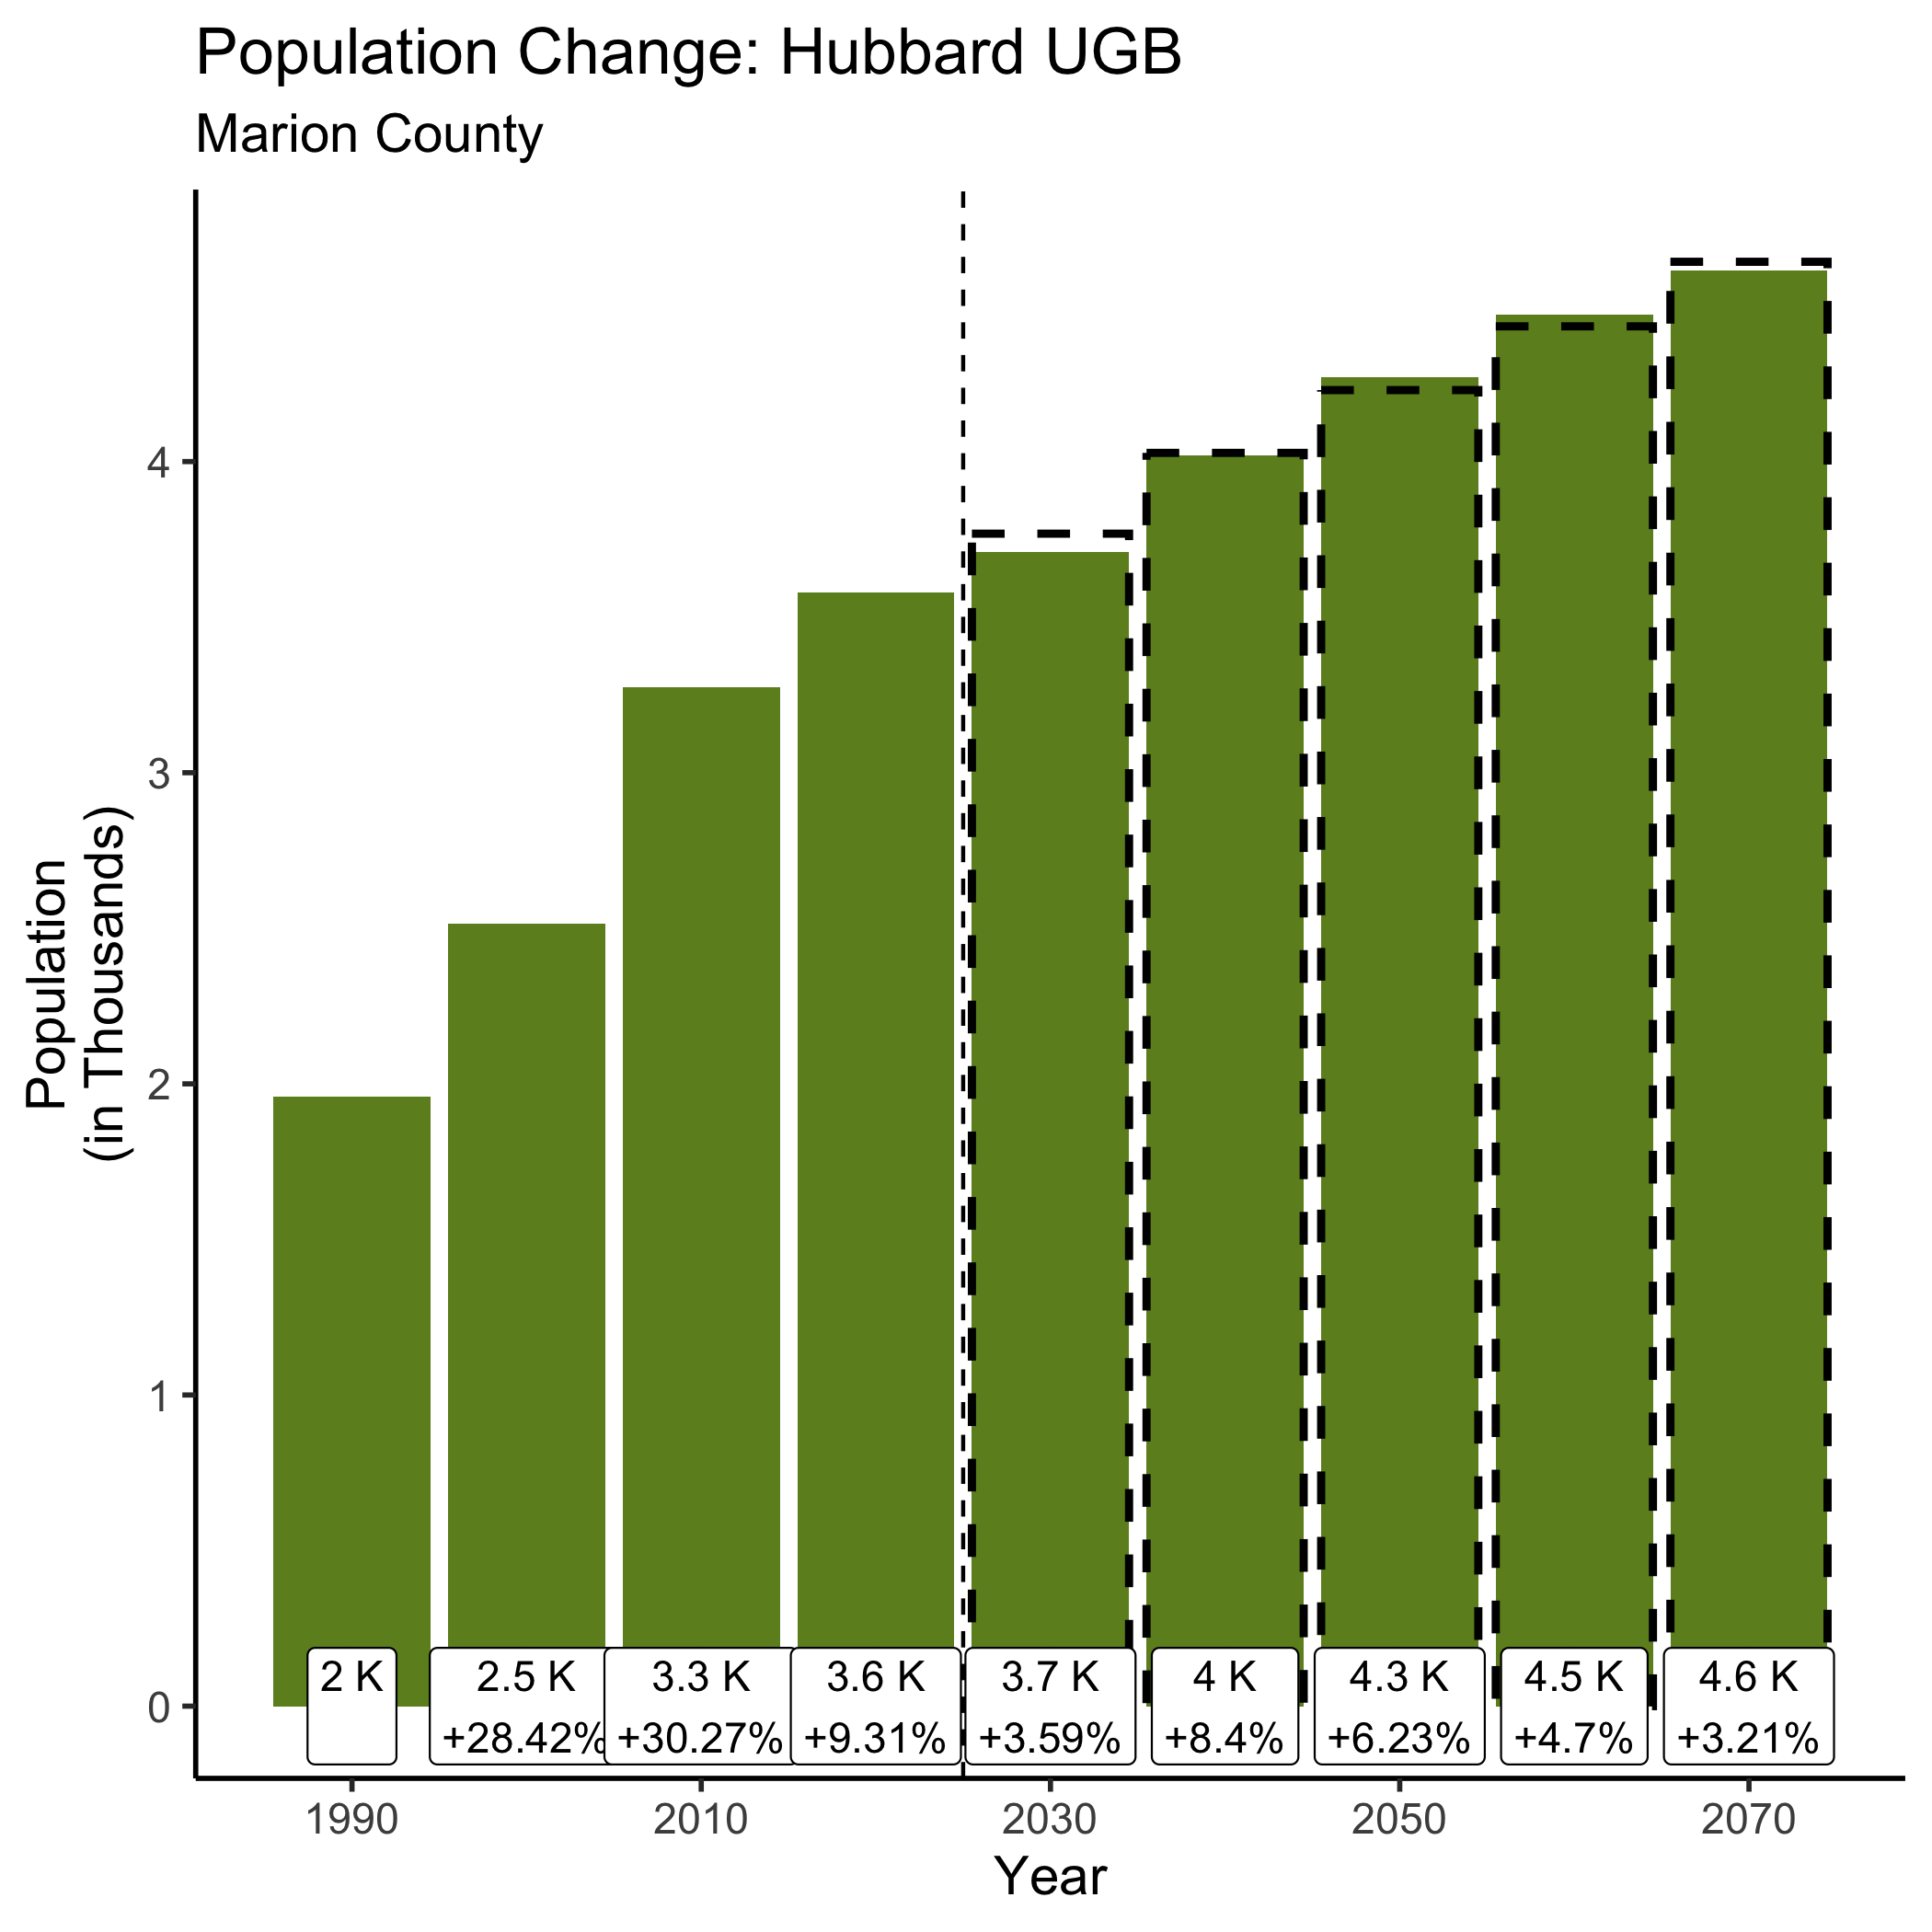 Population Change: Hubbard UGB
Marion County
Population
(in Thousands)
4
3
2
1
0
2 K
2.5 K
+28.42%
3.3 K
+30.27%
3.6 K
+9.31%
3.7 K
+3.59%
4 K
+8.4%
4.3 K
+6.23%
4.5 K
+4.7%
4.6 K
+3.21%
1990
2010
2030
2050
2070
Year